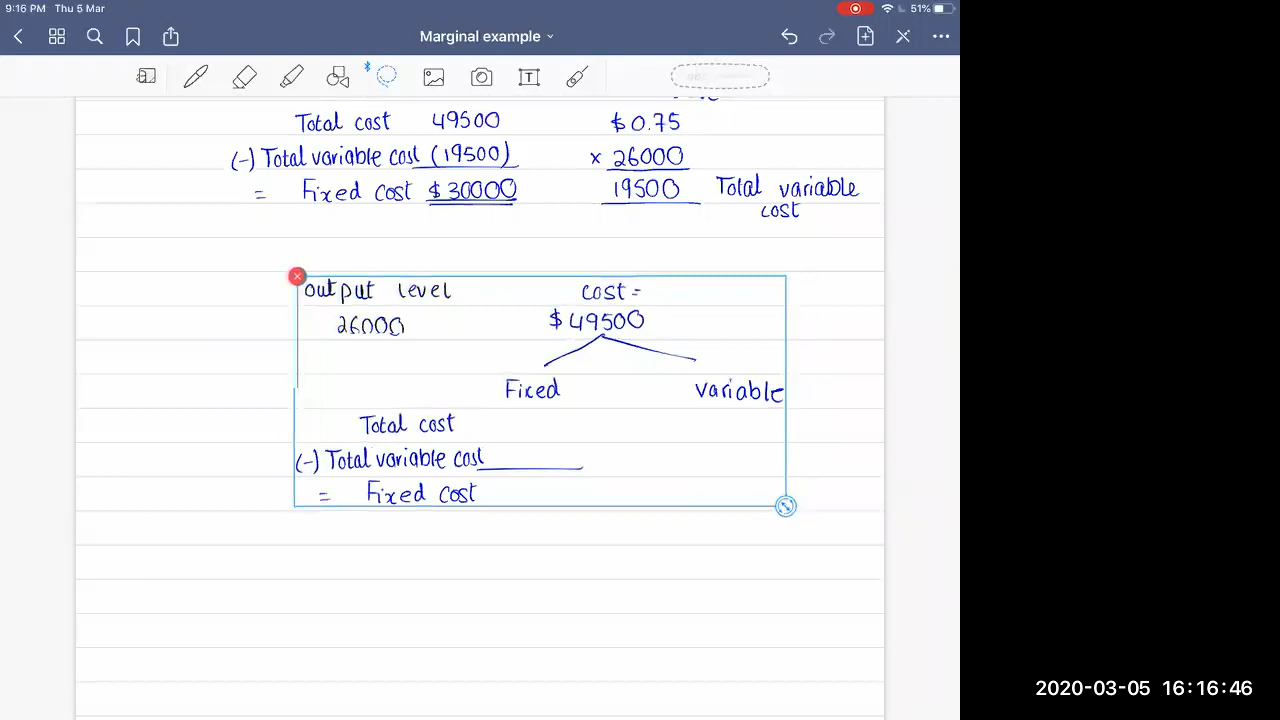 9:16 PM Thu 5 Mar
51%
Marginal example
T
Total cost 49500 $0.75
(-) Total variable cost (19500) x 26000
= Fixed cost $30000 19500 Total variable
cost
output level cost =
26000 $49500
Fixed variable
Total cost
(-) Total variable cost
= Fixed cost
2020-03-05 16:16:46